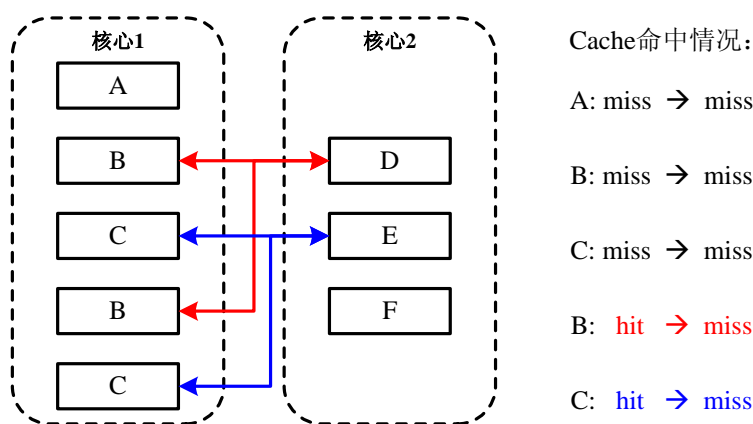 核心1
A
B
C
B
C
核心2
D
E
F
Cache命中情况：
A: miss → miss
B: miss → miss
C: miss → miss
B: hit → miss
C: hit → miss